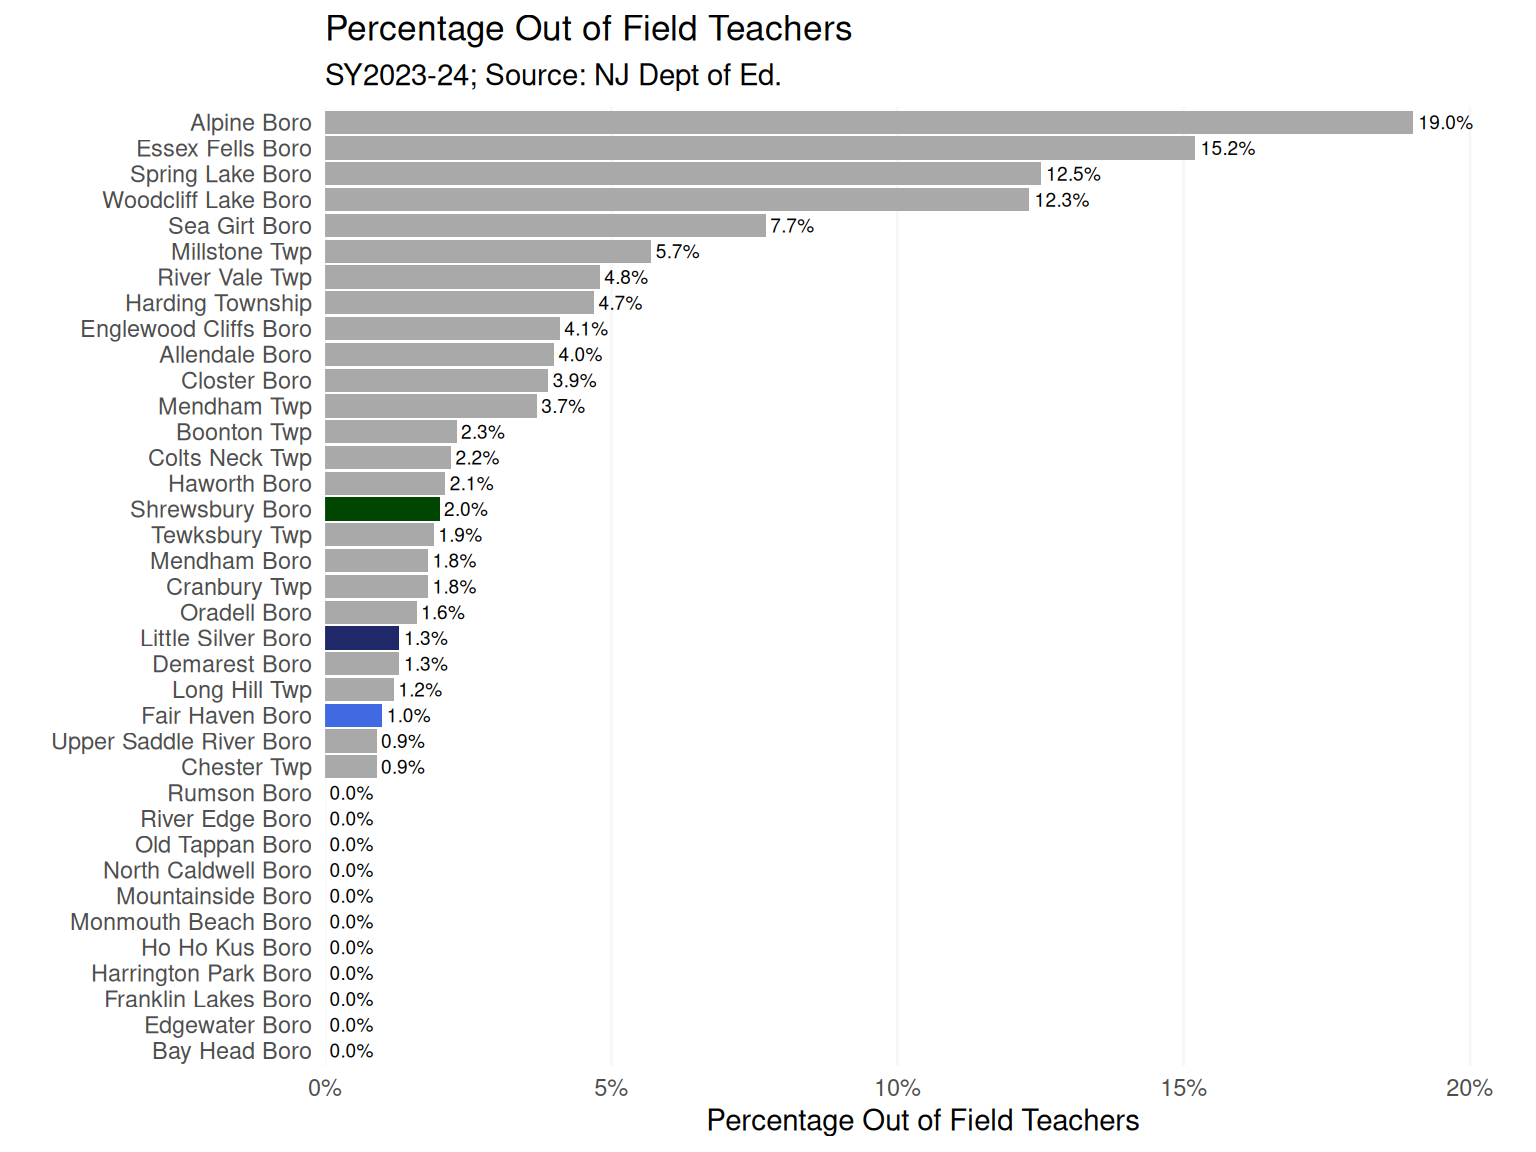 Percentage Out of Field Teachers
SY2023-24; Source: NJ Dept of Ed.
Alpine Boro 19.0%
Essex Fells Boro 15.2%
Spring Lake Boro 12.5%
Woodcliff Lake Boro 12.3%
Sea Girt Boro 7.7%
Millstone Twp 5.7%
River Vale Twp 4.8%
Harding Township 4.7%
Englewood Cliffs Boro 4.1%
Allendale Boro 4.0%
Closter Boro 3.9%
Mendham Twp 3.7%
Boonton Twp 2.3%
Colts Neck Twp 2.2%
Haworth Boro 2.1%
Shrewsbury Boro 2.0%
Tewksbury Twp 1.9%
Mendham Boro 1.8%
Cranbury Twp 1.8%
Oradell Boro 1.6%
Little Silver Boro 1.3%
Demarest Boro 1.3%
Long Hill Twp 1.2%
Fair Haven Boro 1.0%
Upper Saddle River Boro 0.9%
Chester Twp 0.9%
Rumson Boro 0.0%
River Edge Boro 0.0%
Old Tappan Boro 0.0%
North Caldwell Boro 0.0%
Mountainside Boro 0.0%
Monmouth Beach Boro 0.0%
Ho Ho Kus Boro 0.0%
Harrington Park Boro 0.0%
Franklin Lakes Boro 0.0%
Edgewater Boro 0.0%
Bay Head Boro 0.0%
0% 5% 10% 15% 20%
Percentage Out of Field Teachers